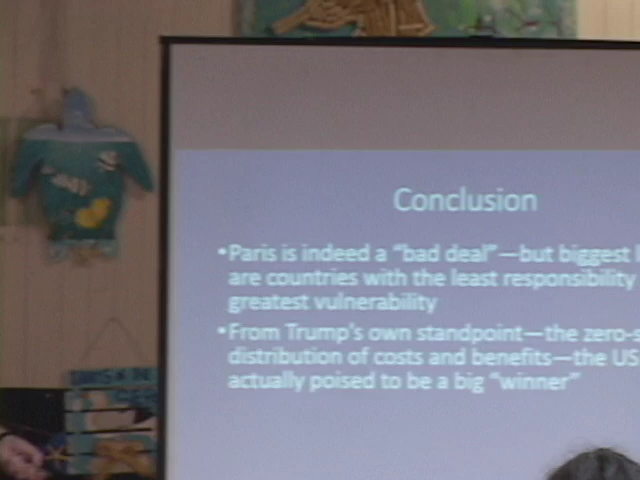 Conclusion
•Paris is indeed a “bad deal”—but biggest
are countries with the least responsibility
greatest vulnerability
•From Trump’s own standpoint—the zero-s
distribution of costs and benefits—the US
actually poised to be a big “winner”